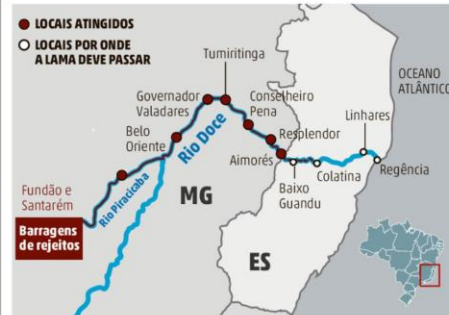 LOCAIS ATINGIDOS
LOCAIS POR ONDE
A LAMA DEVE PASSAR
Tumiritinga
OCEANO
ATLÂNTICO
Governador
Valadares
Conselheiro
Pena
Linhares
Belo
Oriente
Rio Doce
Resplendor
Aimorés
Fundão e
Santarém
Rio Piracicaba
Baixo
Guandu
Colatina
Regência
Barragens
de rejeitos
MG
ES